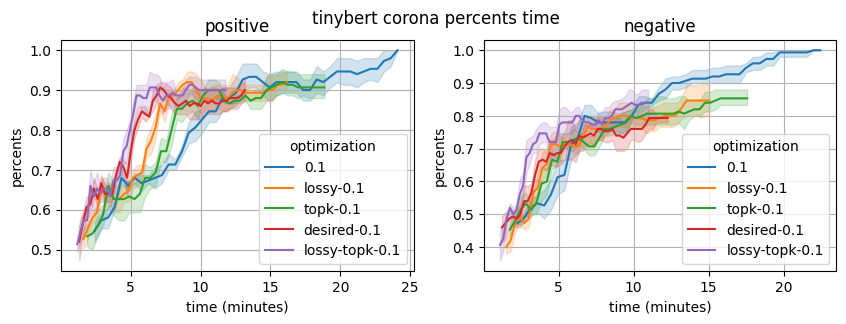 tinybert corona percents time
positive
percents
1.0
0.9
0.8
0.7
0.6
0.5
5
10
15
20
25
time (minutes)
optimization
0.1
lossy-0.1
topk-0.1
desired-0.1
lossy-topk-0.1
negative
percents
1.0
0.9
0.8
0.7
0.6
0.5
0.4
5
10
15
20
time (minutes)
optimization
0.1
lossy-0.1
topk-0.1
desired-0.1
lossy-topk-0.1